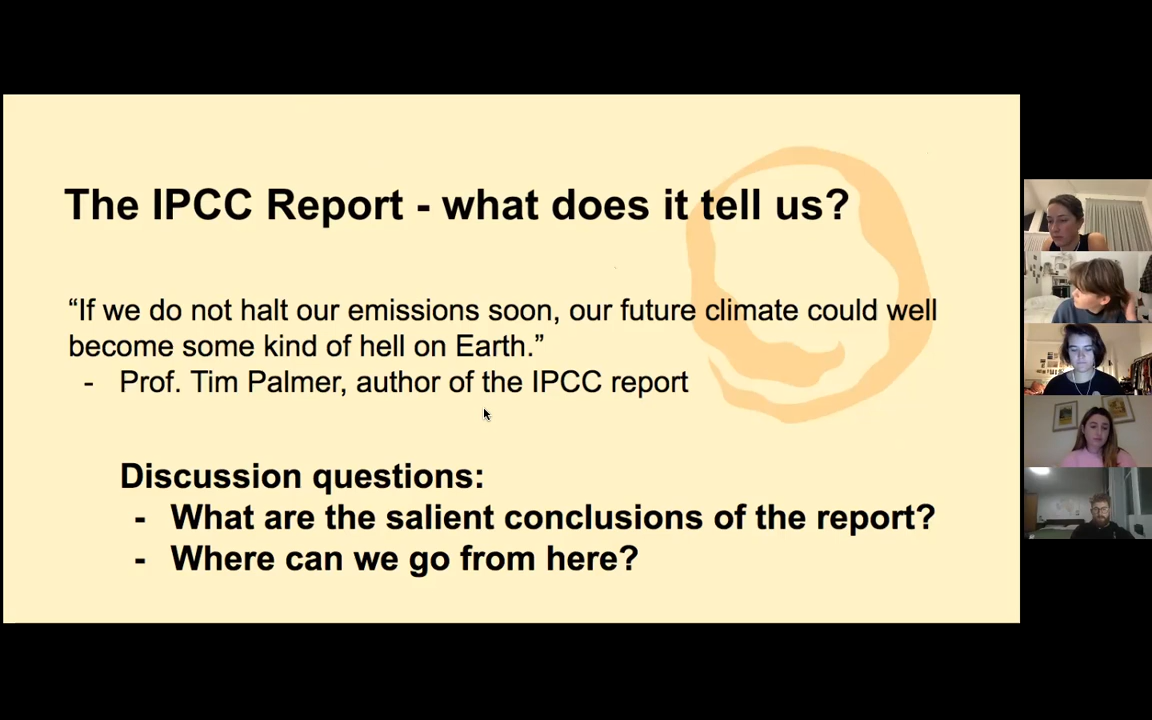 The IPCC Report - what does it tell us?
“If we do not halt our emissions soon, our future climate could well
become some kind of hell on Earth.”
- Prof. Tim Palmer, author of the IPCC report
Discussion questions:
- What are the salient conclusions of the report?
- Where can we go from here?